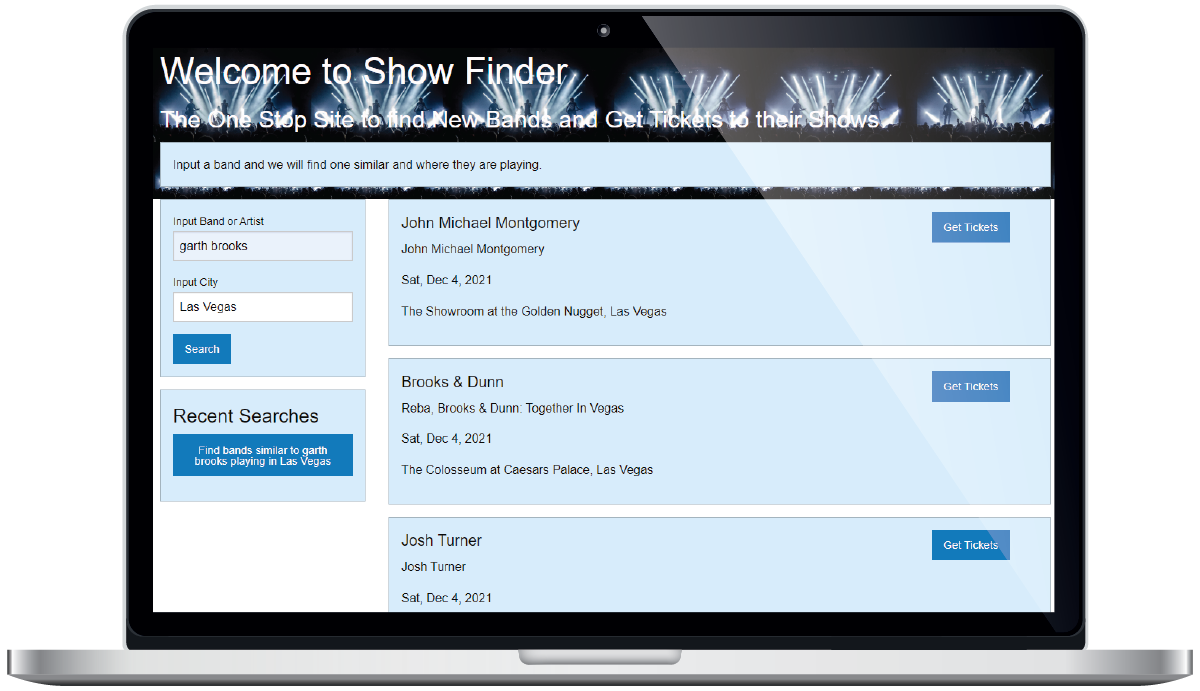 Welcome to Show Finder
The One Stop Site to find New Bands and Get Tickets to their Shows.
Input a band and we will find one similar and where they are playing.
Input Band or Artist
garth brooks
Input City
Las Vegas
Search
Recent Searches
Find bands similar to garth
brooks playing in Las Vegas
John Michael Montgomery
Get Tickets
John Michael Montgomery
Sat, Dec 4, 2021
The Showroom at the Golden Nugget, Las Vegas
Brooks & Dunn
Get Tickets
Reba, Brooks & Dunn: Together In Vegas
Sat, Dec 4, 2021
The Colosseum at Caesars Palace, Las Vegas
Josh Turner
Get Tickets
Josh Turner
Sat, Dec 4, 2021